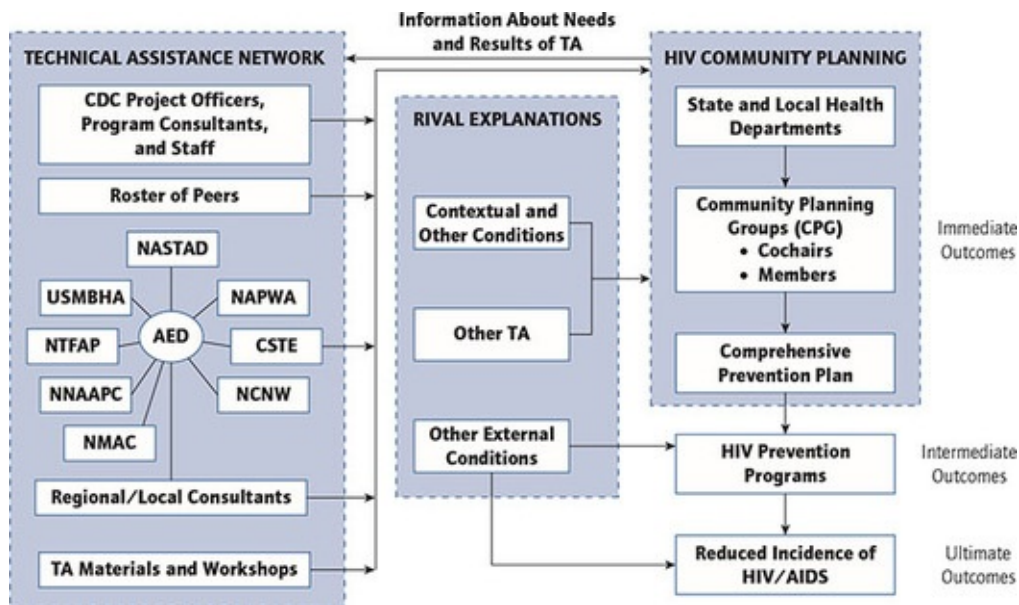 Information About Needs
and Results of TA
TECHNICAL ASSISTANCE NETWORK
CDC Project Officers,
Program Consultants,
and Staff
Roster of Peers
NASTAD
USMBHA
NAPWA
AED
NTFAP
CSTE
NNAAPC
NCNW
NMAC
Regional/Local Consultants
TA Materials and Workshops
RIVAL EXPLANATIONS
Contextual and
Other Conditions
Other TA
Other External
Conditions
HIV COMMUNITY PLANNING
State and Local Health
Departments
Community Planning
Groups (CPG)
• Cochairs
• Members
Comprehensive
Prevention Plan
HIV Prevention
Programs
Reduced Incidence of
HIV/AIDS
Immediate
Outcomes
Intermediate
Outcomes
Ultimate
Outcomes